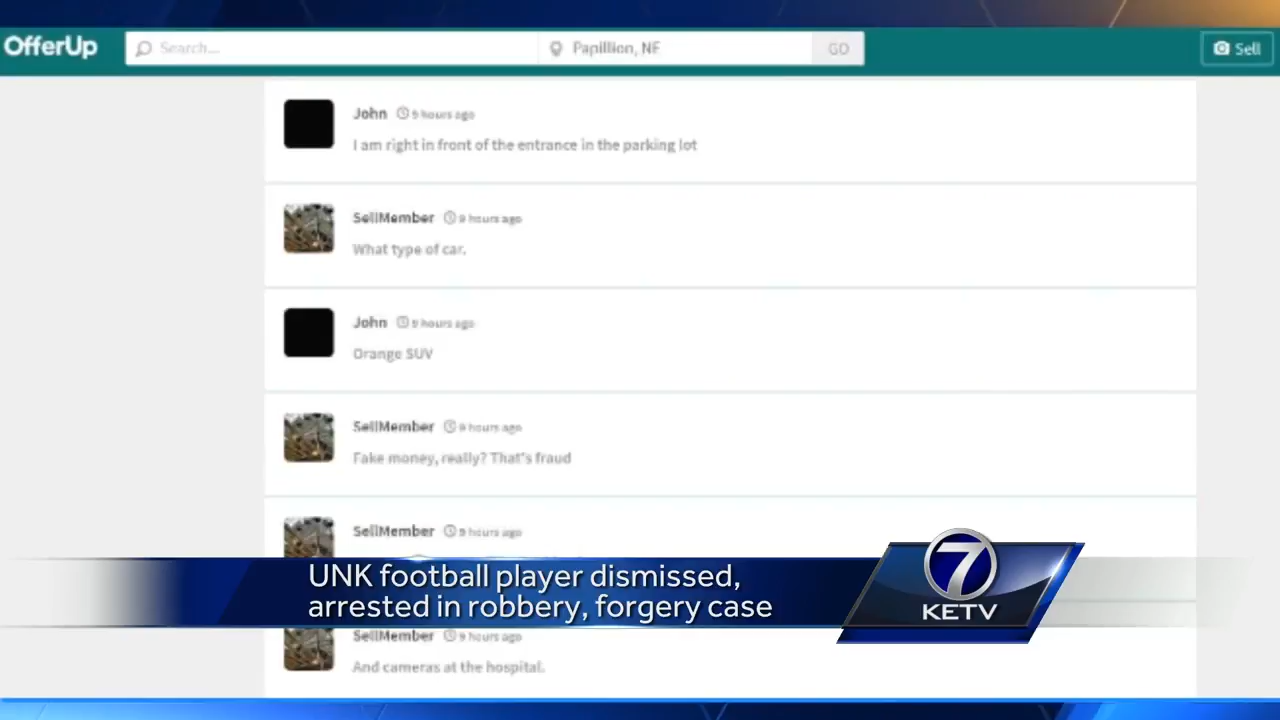 OfferUp
Search...
Papillion, NE
GO
Sell
John 9 hours ago
I am right in front of the entrance in the parking lot
SellMember 9 hours ago
What type of car.
John 9 hours ago
Orange SUV
SellMember 9 hours ago
Fake money, really? That's fraud
SellMember 9 hours ago
UNK football player dismissed,
arrested in robbery, forgery case
7
KETV
SellMember 9 hours ago
And cameras at the hospital.